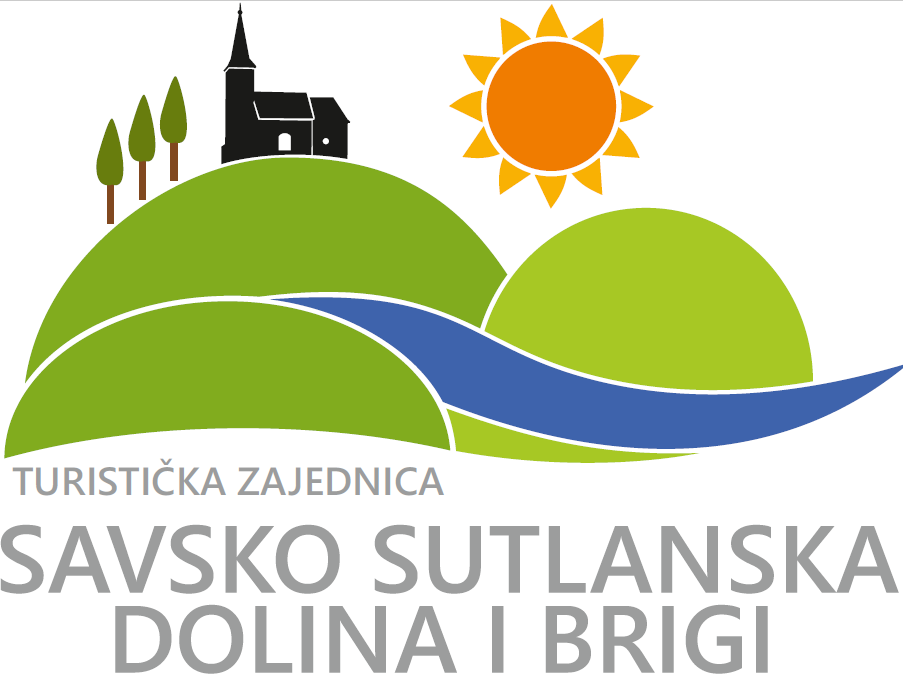 TURISTIČKA ZAJEDNICA
SAVSKO SUTLANSKA
DOLINA I BRIGI